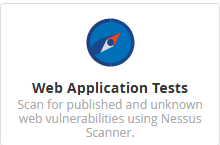 Web Application Tests
Scan for published and unknown
web vulnerabilities using Nessus
Scanner.